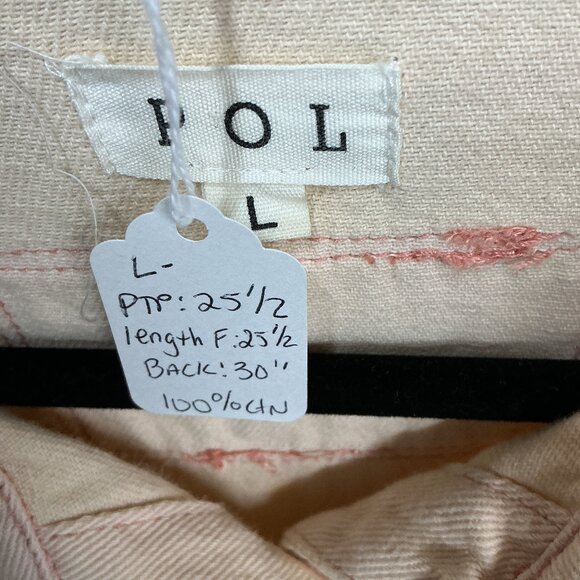 POL
L
L-
PTP: 25 1/2
length F: 25 1/2
BACK: 30"
100% CTN